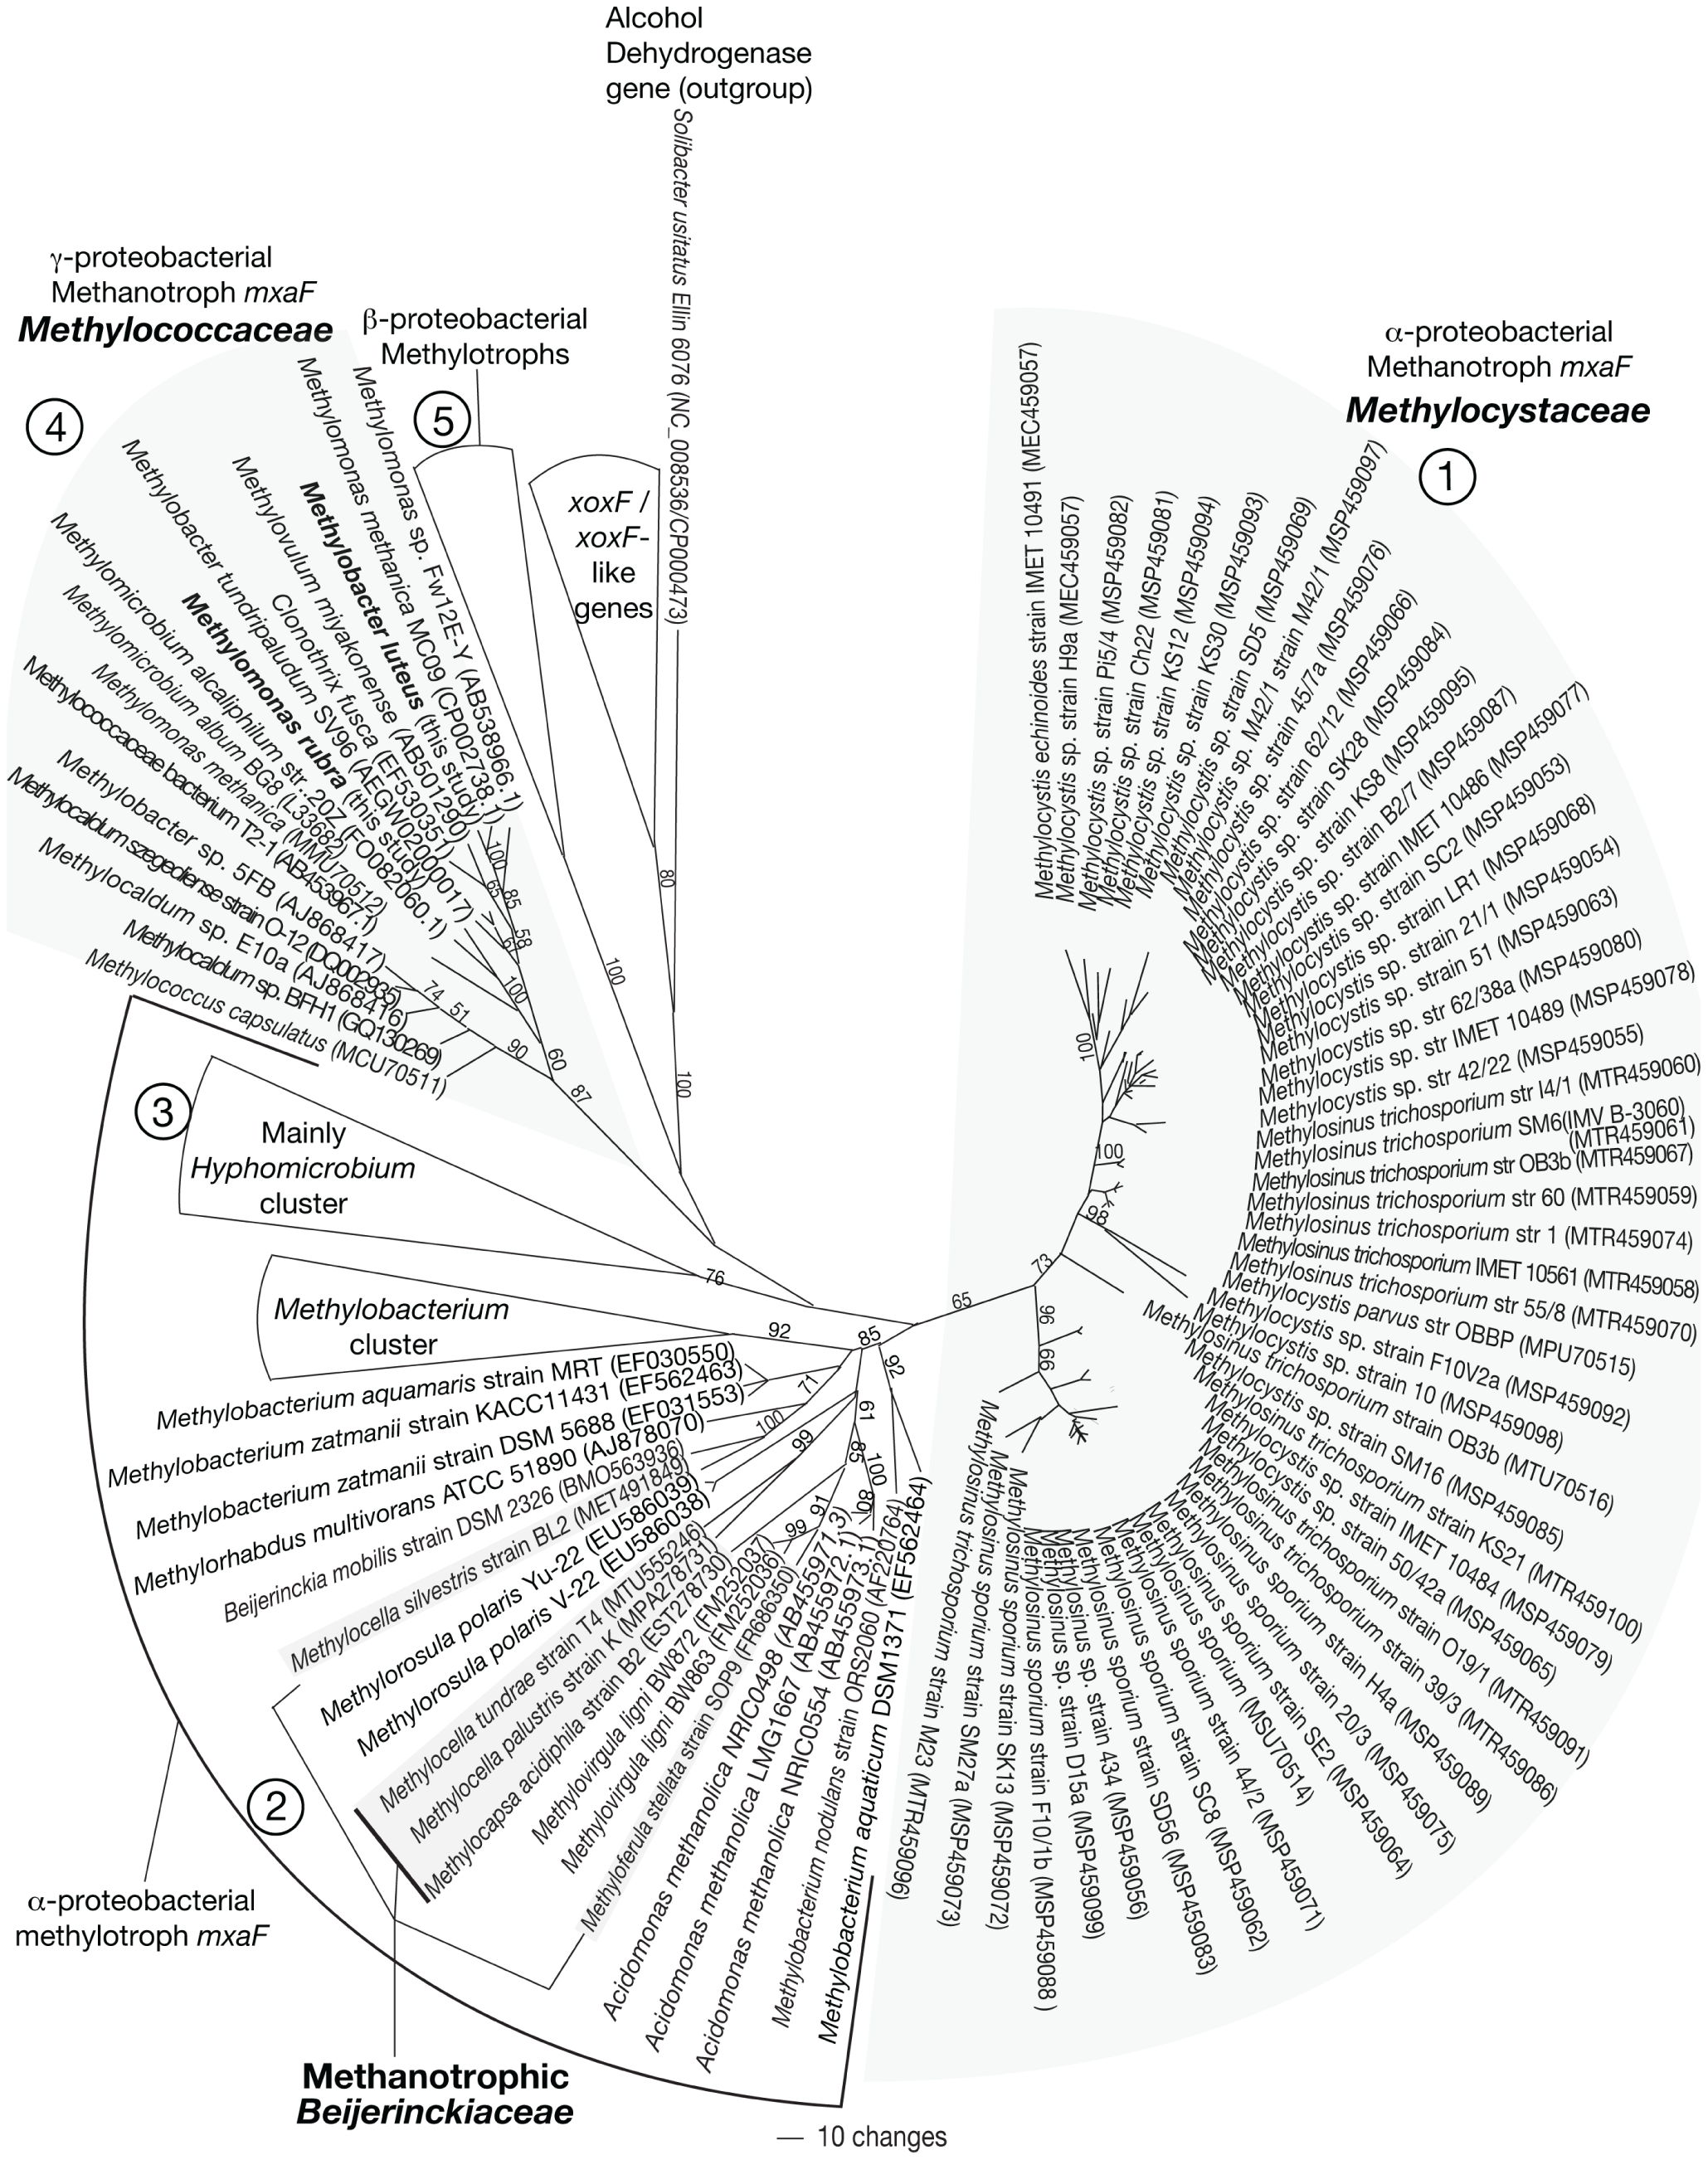 Alcohol
Dehydrogenase
gene (outgroup)
Solibacter usitatus Ellin 6076 (NC_008536/CP000473)
γ-proteobacterial
Methanotroph mxaF
Methylococcaceae
4
β-proteobacterial
Methylotrophs
5
xoxF /
xoxF-
like
genes
α-proteobacterial
Methanotroph mxaF
Methylocystaceae
1
Methylomonas sp. Fw12E-Y (AB538966.1)
Methylomonas methanica MC09 (CP002738.1)
Methylobacter luteus (this study)
Methylovulum miyakonense (AB501290)
Clonothrix fusca (EF530351)
Methylobacter tundripaludum SV96 (AEGW02000017)
Methylomonas rubra (this study)
Methylomicrobium alcaliphilum str. 20Z (FO082060.1)
Methylomicrobium album BG8 (L33682)
Methylomonas methanica (MMU70512)
Methylococcaceae bacterium T2-1 (AB453967.1)
Methylobacter sp. 5FB (AJ868417)
Methylocaldum szegediense strain O-12 (DQ002935)
Methylocaldum sp. E10a (AJ868416)
Methylocaldum sp. BFH1 (GQ130269)
Methylococcus capsulatus (MCU70511)
100
65
85
58
61
100
74
51
90
60
87
100
80
100
3
Mainly
Hyphomicrobium
cluster
76
Methylobacterium
cluster
92
85
92
65
73
98
100
100
96
99
71
100
99
61
85
100
80
91
99
Methylobacterium aquamaris strain MRT (EF030550)
Methylobacterium zatmanii strain KACC11431 (EF562463)
Methylobacterium zatmanii strain DSM 5688 (EF031553)
Methylorhabdus multivorans ATCC 51890 (AJ878070)
Beijerinckia mobilis strain DSM 2326 (BMO563936)
Methylocella silvestris strain BL2 (MET491849)
Methylorosula polaris Yu-22 (EU586039)
Methylorosula polaris V-22 (EU586038)
Methylocella tundrae strain T4 (MTU555246)
Methylocella palustris strain K (MPA278731)
Methylocapsa acidiphila strain B2 (EST278730)
Methylovirgula ligni BW872 (FM252037)
Methylovirgula ligni BW863 (FM252036)
Methyloferula stellata strain SOP9 (FR686350)
Acidomonas methanolica NRIC0498 (AB455971.3)
Acidomonas methanolica LMG1667 (AB455972.1)
Acidomonas methanolica NRIC0554 (AB455973.1)
Methylobacterium nodulans strain ORS2060 (AF220764)
Methylobacterium aquaticum DSM1371 (EF562464)
2
α-proteobacterial
methylotroph mxaF
Methanotrophic
Beijerinckiaceae
Methylocystis echinoides strain IMET 10491 (MEC459057)
Methylocystis sp. strain H9a (MEC459057)
Methylocystis sp. strain Pi5/4 (MSP459082)
Methylocystis sp. strain Ch22 (MSP459081)
Methylocystis sp. strain KS12 (MSP459094)
Methylocystis sp. strain KS30 (MSP459093)
Methylocystis sp. strain SD5 (MSP459069)
Methylocystis sp. M42/1 strain M42/1 (MSP459097)
Methylocystis sp. strain 45/7a (MSP459076)
Methylocystis sp. strain 62/12 (MSP459066)
Methylocystis sp. strain SK28 (MSP459084)
Methylocystis sp. strain KS8 (MSP459095)
Methylocystis sp. strain B2/7 (MSP459087)
Methylocystis sp. strain IMET 10486 (MSP459077)
Methylocystis sp. strain SC2 (MSP459053)
Methylocystis sp. strain LR1 (MSP459068)
Methylocystis sp. strain 21/1 (MSP459054)
Methylocystis sp. strain 51 (MSP459063)
Methylocystis sp. str 62/38a (MSP459080)
Methylocystis sp. str IMET 10489 (MSP459078)
Methylocystis sp. str 42/22 (MSP459055)
Methylosinus trichosporium str I4/1 (MTR459060)
Methylosinus trichosporium SM6(IMV B-3060)
(MTR459061)
Methylosinus trichosporium str OB3b (MTR459067)
Methylosinus trichosporium str 60 (MTR459059)
Methylosinus trichosporium str 1 (MTR459074)
Methylosinus trichosporium IMET 10561 (MTR459058)
Methylosinus trichosporium str 55/8 (MTR459070)
Methylocystis parvus str OBBP (MPU70515)
Methylocystis sp. strain F10V2a (MSP459092)
Methylocystis sp. strain 10 (MSP459098)
Methylosinus trichosporium strain OB3b (MTU70516)
Methylocystis sp. strain SM16 (MSP459085)
Methylosinus trichosporium strain KS21 (MTR459100)
Methylocystis sp. strain IMET 10484 (MSP459079)
Methylocystis sp. strain 50/42a (MSP459065)
Methylosinus trichosporium strain O19/1 (MTR459091)
Methylosinus trichosporium strain 39/3 (MTR459086)
Methylosinus sporium strain H4a (MSP459089)
Methylosinus sporium strain 20/3 (MSP459075)
Methylosinus sporium strain SE2 (MSP459064)
Methylosinus sporium (MSU70514)
Methylosinus sporium strain 44/2 (MSP459071)
Methylosinus sporium strain SC8 (MSP459062)
Methylosinus sporium strain SD56 (MSP459083)
Methylosinus sp. strain 434 (MSP459056)
Methylosinus sp. strain D15a (MSP459099)
Methylosinus sporium strain F10/1b (MSP459088)
Methylosinus sporium strain SK13 (MSP459072)
Methylosinus sporium strain SM27a (MSP459073)
Methylosinus trichosporium strain M23 (MTR459096)
10 changes